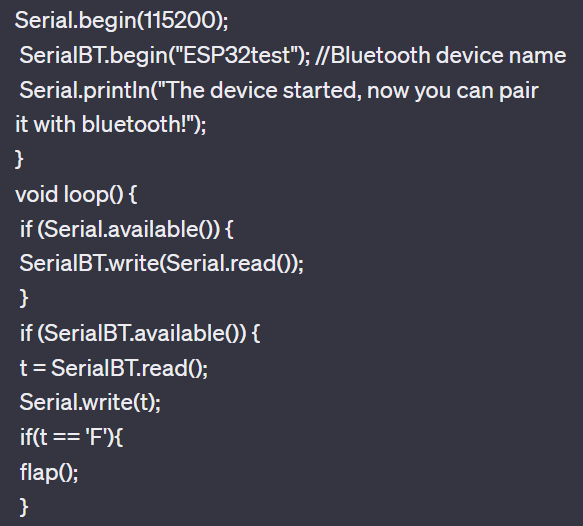 Serial.begin(115200);
SerialBT.begin("ESP32test"); //Bluetooth device name
Serial.println("The device started, now you can pair
it with bluetooth!");
}
void loop() {
if (Serial.available()) {
SerialBT.write(Serial.read());
}
if (SerialBT.available()) {
t = SerialBT.read();
Serial.write(t);
if(t == 'F'){
flap();
}